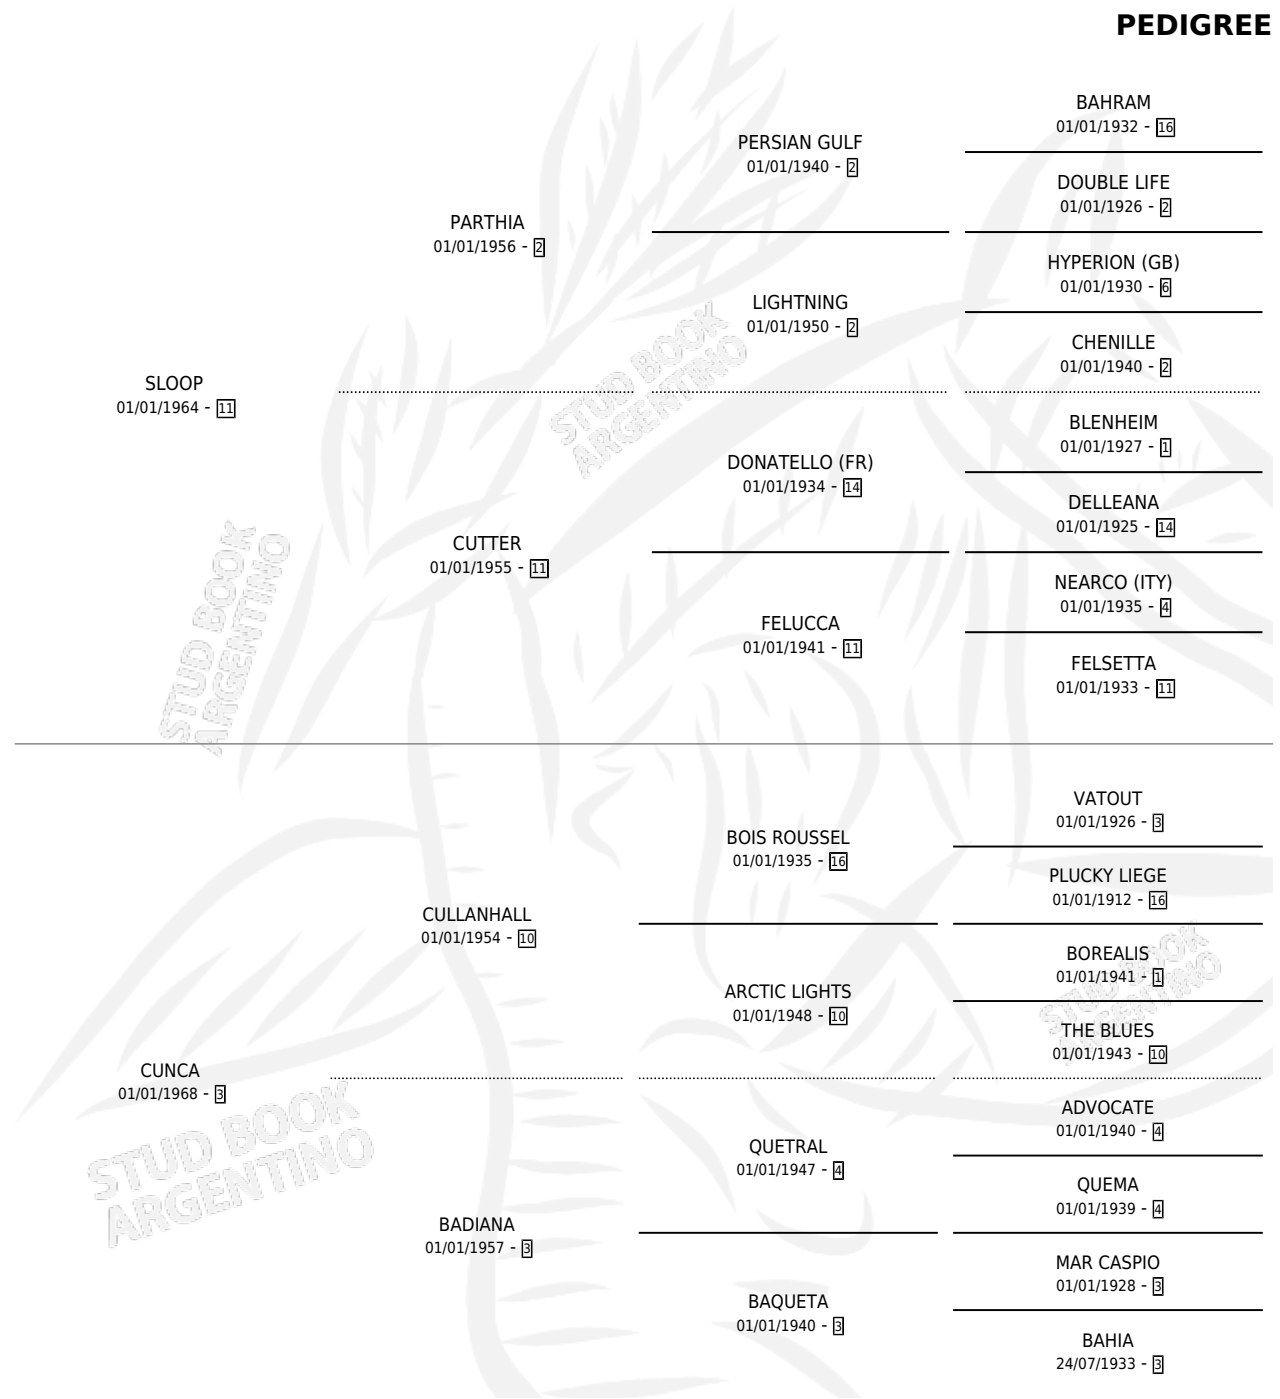 PEDIGREE
BAHRAM
01/01/1932 - 16
PERSIAN GULF
01/01/1940 - 2
DOUBLE LIFE
01/01/1926 - 2
PARTHIA
01/01/1956 - 2
HYPERION (GB)
01/01/1930 - 6
LIGHTNING
01/01/1950 - 2
CHENILLE
01/01/1940 - 2
SLOOP
01/01/1964 - 11
BLENHEIM
01/01/1927 - 1
DONATELLO (FR)
01/01/1934 - 14
DELLEANA
01/01/1925 - 14
CUTTER
01/01/1955 - 11
NEARCO (ITY)
01/01/1935 - 4
FELUCCA
01/01/1941 - 11
FELSETTA
01/01/1933 - 11
VATOUT
01/01/1926 - 3
BOIS ROUSSEL
01/01/1935 - 16
PLUCKY LIEGE
01/01/1912 - 16
CULLANHALL
01/01/1954 - 10
BOREALIS
01/01/1941 - 1
ARCTIC LIGHTS
01/01/1948 - 10
THE BLUES
01/01/1943 - 10
CUNCA
01/01/1968 - 3
ADVOCATE
01/01/1940 - 4
QUETRAL
01/01/1947 - 4
QUEMA
01/01/1939 - 4
BADIANA
01/01/1957 - 3
MAR CASPIO
01/01/1928 - 3
BAQUETA
01/01/1940 - 3
BAHIA
24/07/1933 - 3
STUD BOOK
ARGENTINO
STUD BOOK
ARGENTINO
STUD BOOK
ARGENTINO
STUD BOOK
ARGENTINO